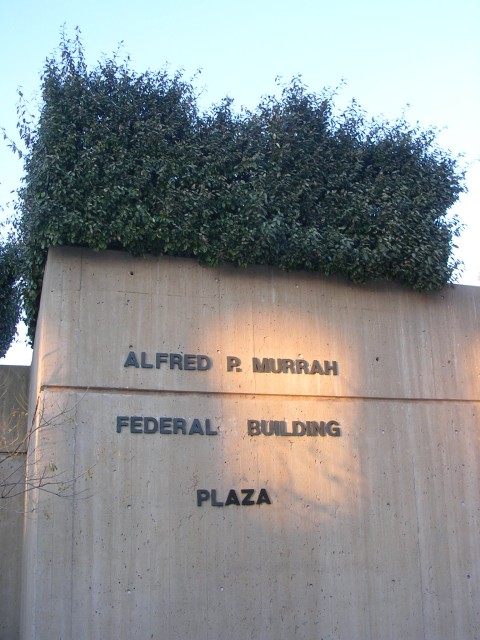 ALFRED P. MURRAH
FEDERAL BUILDING
PLAZA